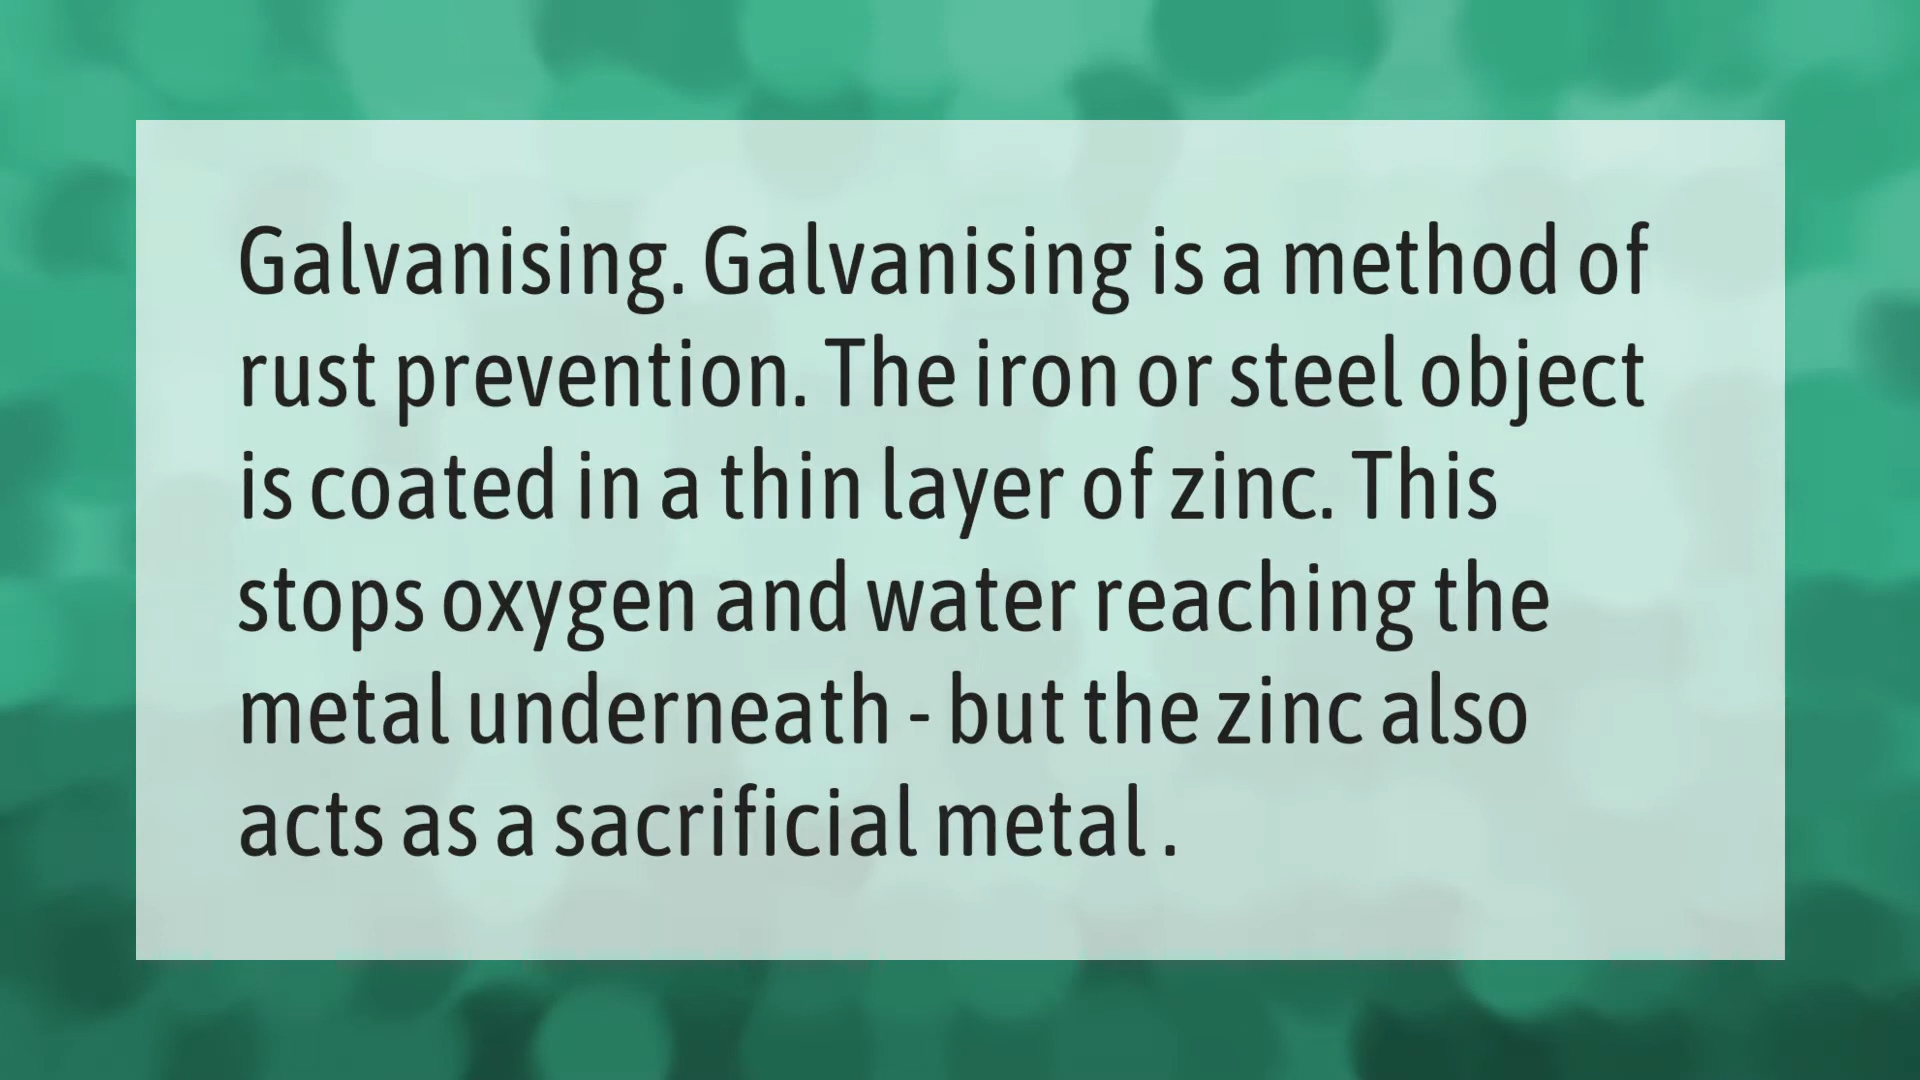 Galvanising. Galvanising is a method of
rust prevention. The iron or steel object
is coated in a thin layer of zinc. This
stops oxygen and water reaching the
metal underneath - but the zinc also
acts as a sacrificial metal .